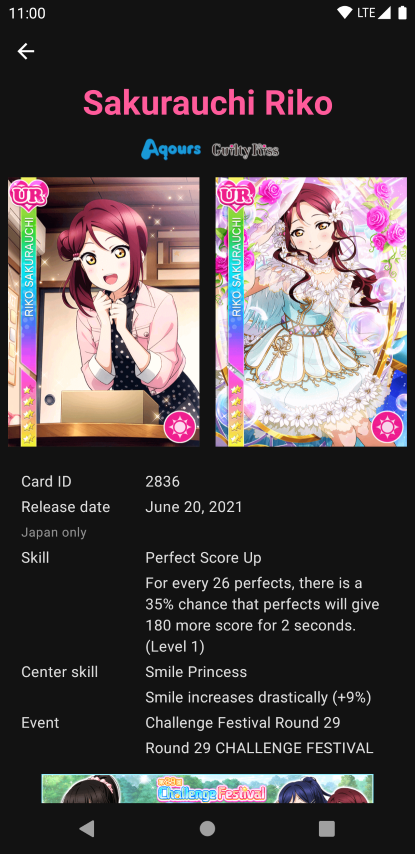 11:00
LTE
Sakurauchi Riko
Aqours Guilty Kiss
UR
RIKO SAKURAUCHI
UR
RIKO SAKURAUCHI
Card ID 2836
Release date June 20, 2021
Japan only
Skill Perfect Score Up
For every 26 perfects, there is a
35% chance that perfects will give
180 more score for 2 seconds.
(Level 1)
Center skill Smile Princess
Smile increases drastically (+9%)
Event Challenge Festival Round 29
Round 29 CHALLENGE FESTIVAL
Challenge Festival